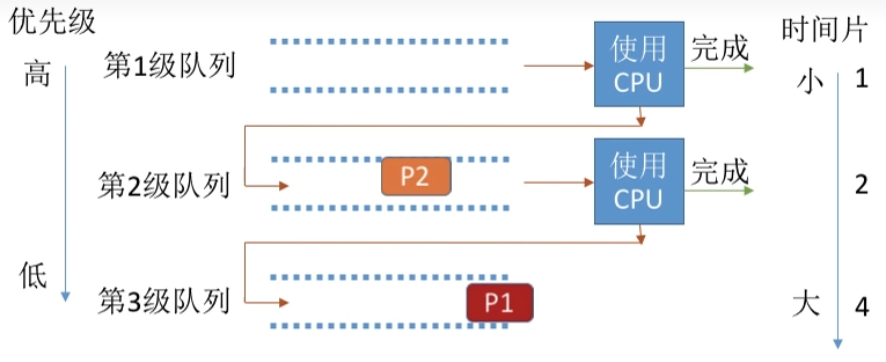 优先级
时间片
高
第1级队列
使用
CPU
完成
小
1
第2级队列
P2
使用
CPU
完成
2
低
第3级队列
P1
大
4